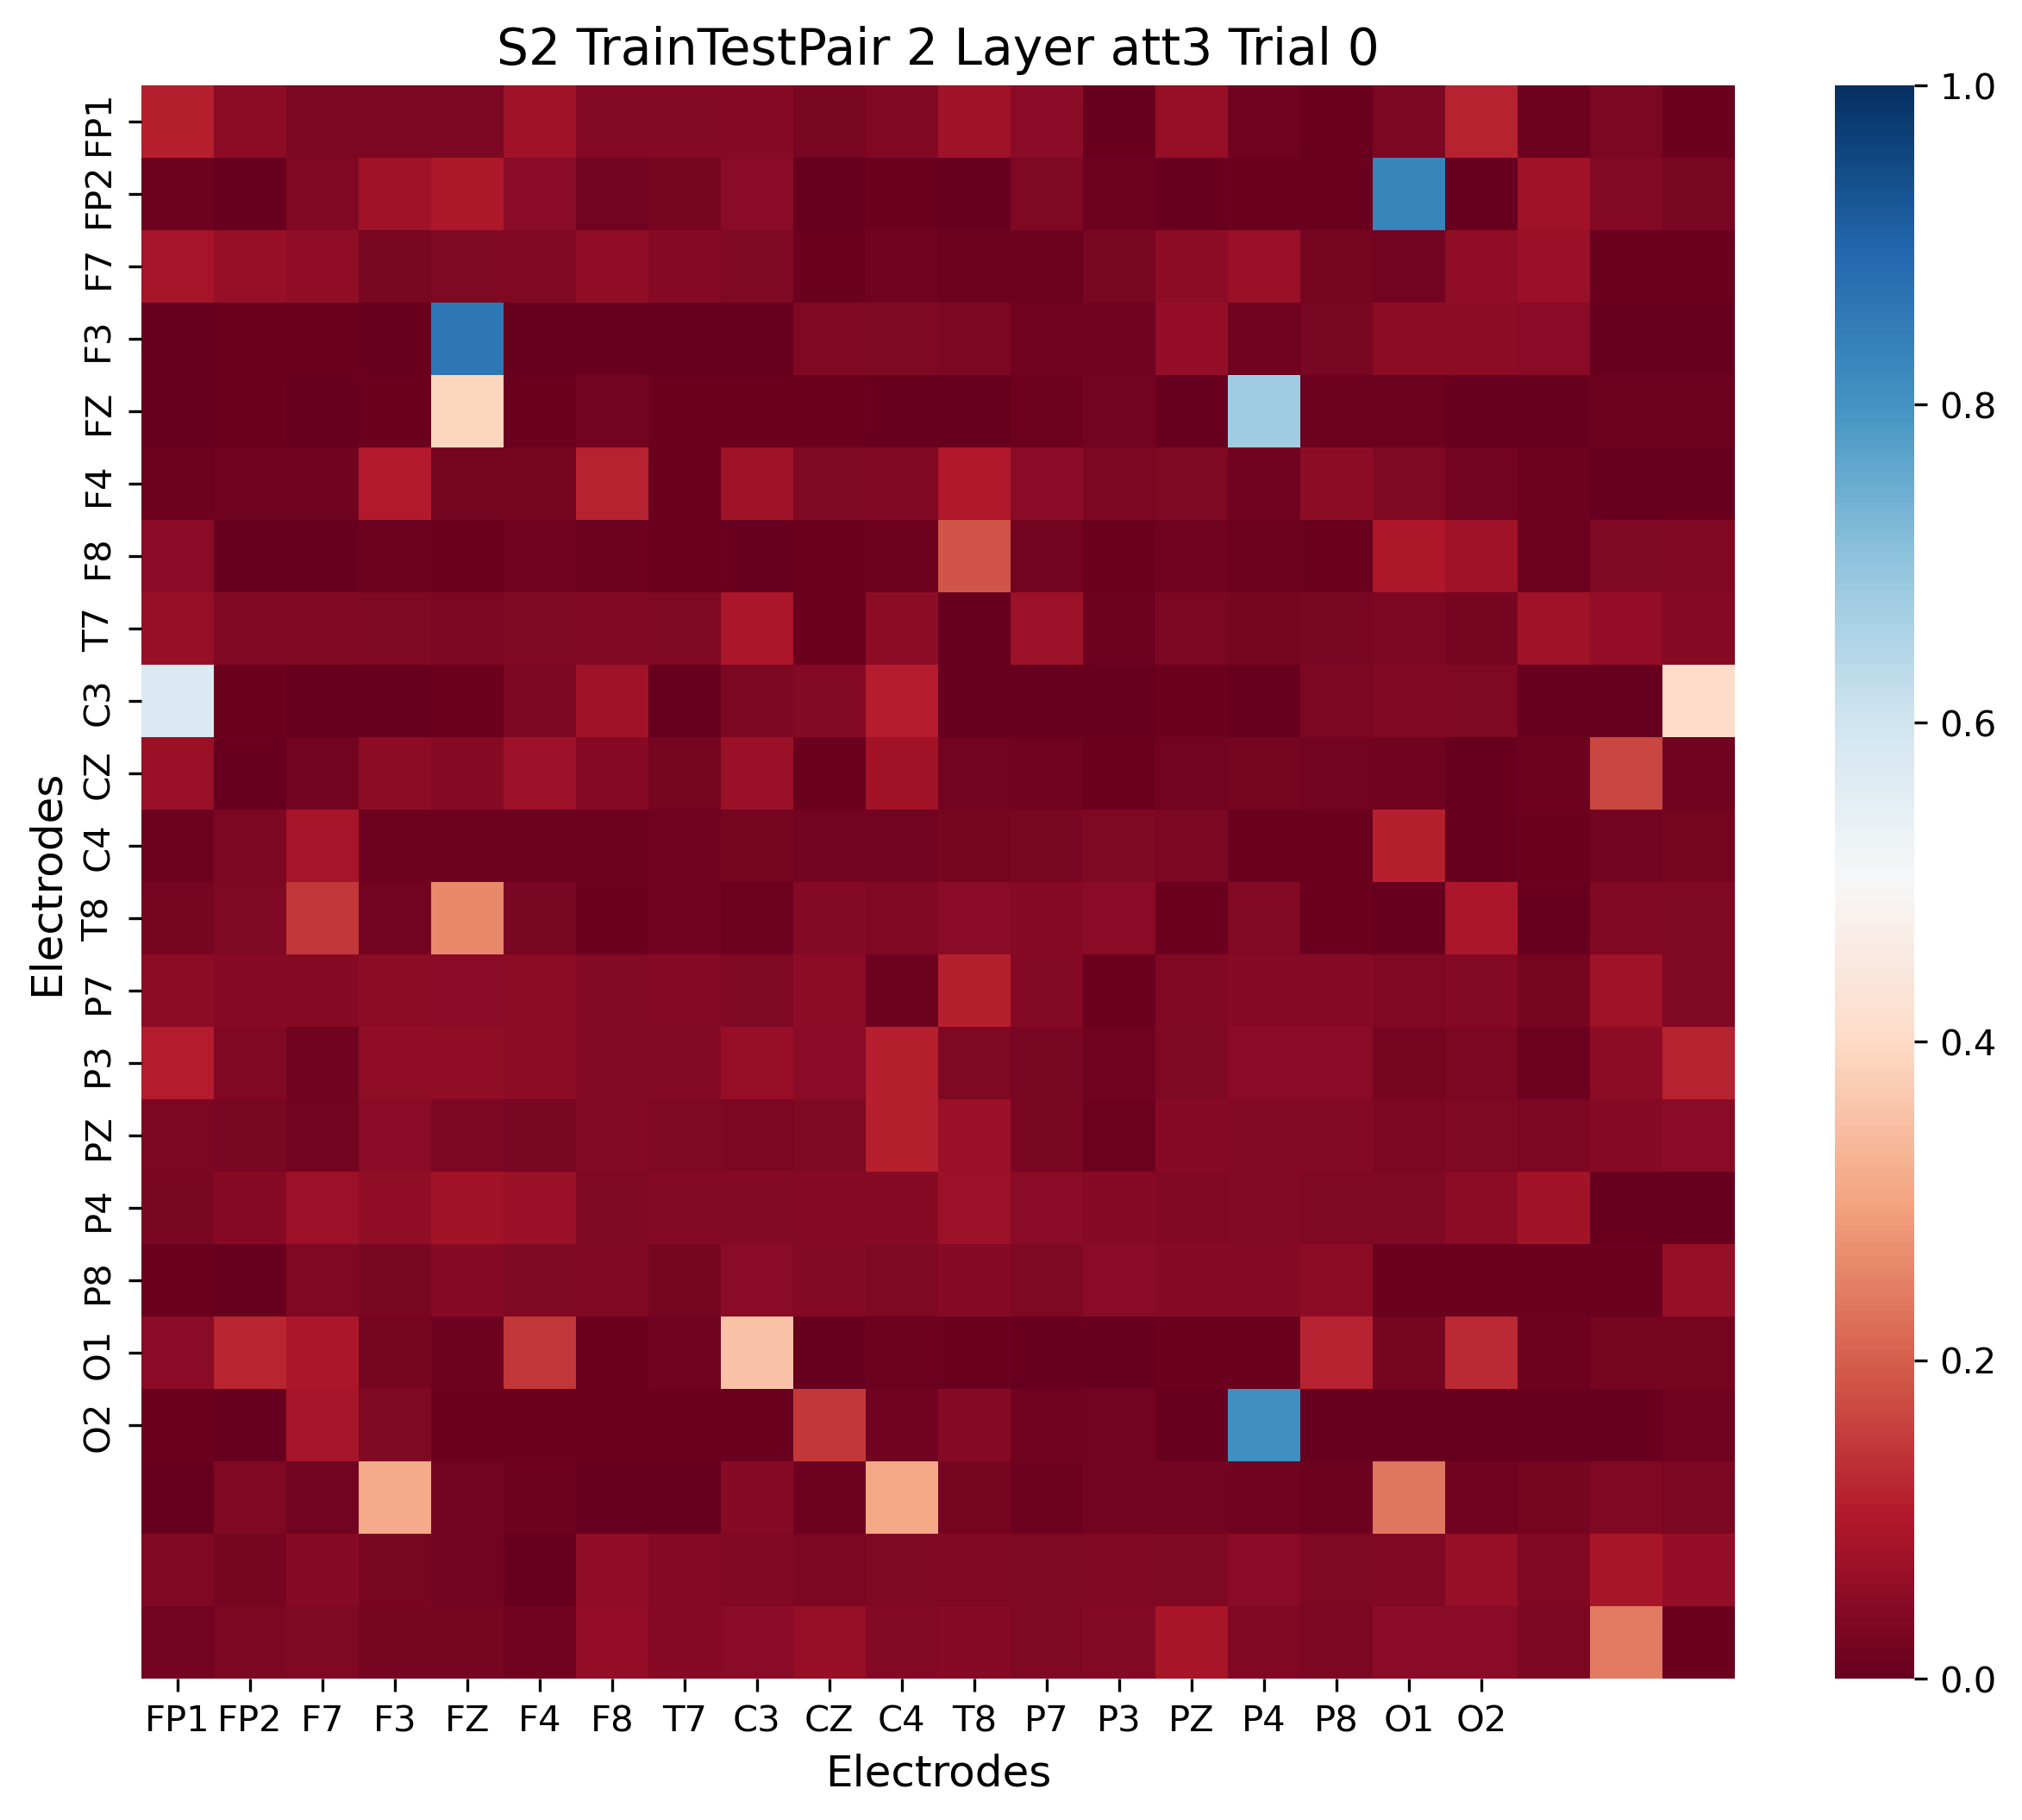 S2 TrainTestPair 2 Layer att3 Trial 0
Electrodes
FP1
FP2
F7
F3
FZ
F4
F8
T7
C3
CZ
C4
T8
P7
P3
PZ
P4
P8
O1
O2
FP1 FP2 F7 F3 FZ F4 F8 T7 C3 CZ C4 T8 P7 P3 PZ P4 P8 O1 O2
Electrodes
1.0
0.8
0.6
0.4
0.2
0.0